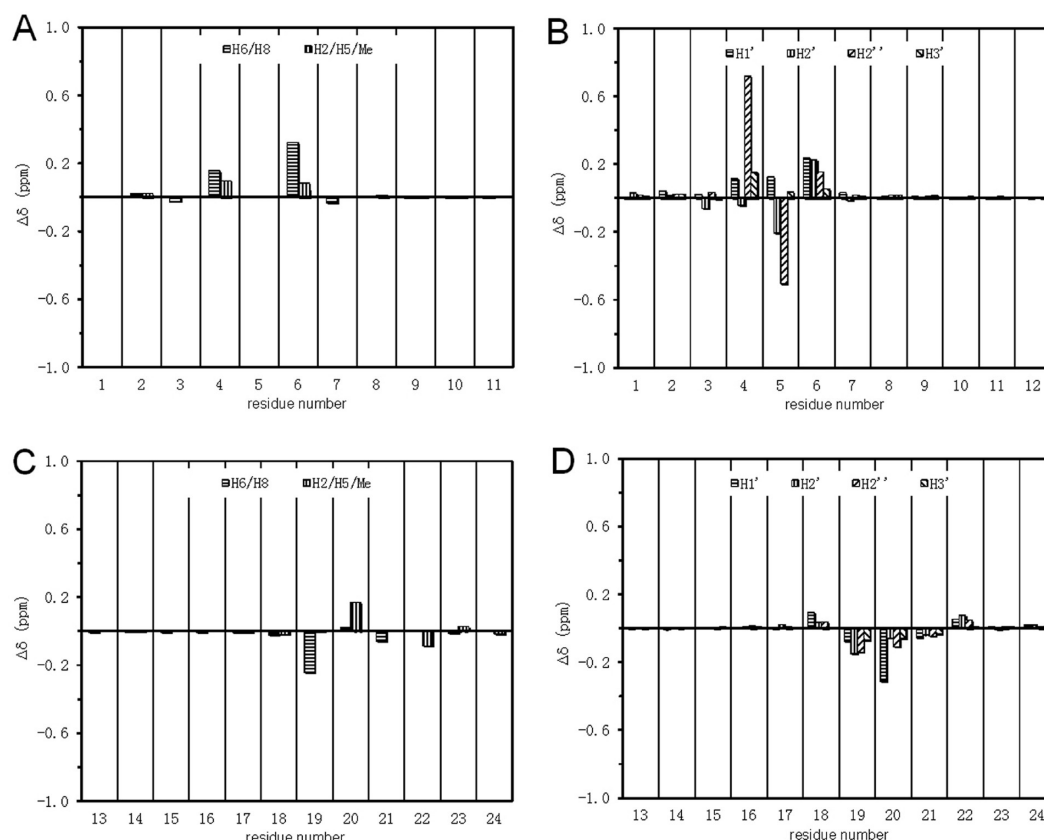 A
H6/H8 H2/H5/Me
1.0
0.6
0.2
-0.2
-0.6
-1.0
Δδ (ppm)
1 2 3 4 5 6 7 8 9 10 11
residue number
B
H1' H2' H2'' H3'
1.0
0.6
0.2
-0.2
-0.6
-1.0
Δδ (ppm)
1 2 3 4 5 6 7 8 9 10 11 12
residue number
C
H6/H8 H2/H5/Me
1.0
0.6
0.2
-0.2
-0.6
-1.0
Δδ (ppm)
13 14 15 16 17 18 19 20 21 22 23 24
residue number
D
H1' H2' H2'' H3'
1.0
0.6
0.2
-0.2
-0.6
-1.0
Δδ (ppm)
13 14 15 16 17 18 19 20 21 22 23 24
residue number